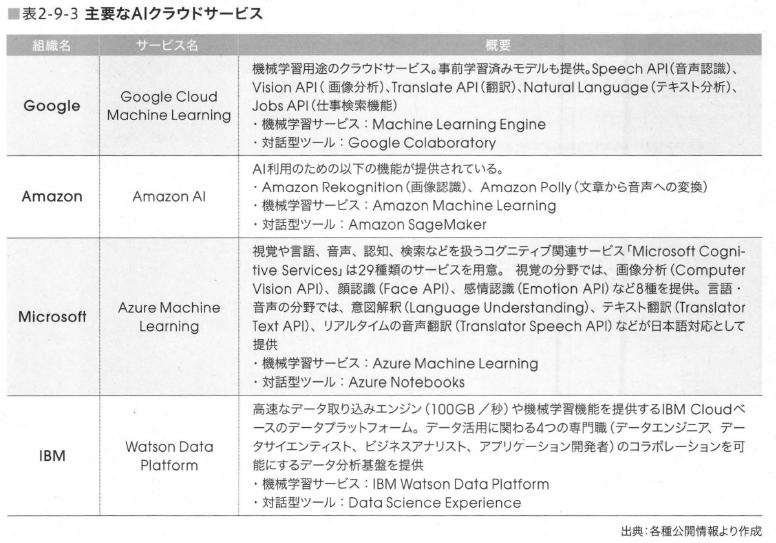 ■表2-9-3 主要なAIクラウドサービス
組織名 サービス名 概要
Google
Google Cloud
Machine Learning
機械学習用途のクラウドサービス。事前学習済みモデルも提供。Speech API(音声認識)、
Vision API( 画像分析)、Translate API(翻訳)、Natural Language(テキスト分析)、
Jobs API(仕事検索機能)
・機械学習サービス：Machine Learning Engine
・対話型ツール：Google Colaboratory
Amazon
Amazon AI
AI利用のための以下の機能が提供されている。
・Amazon Rekognition(画像認識)、Amazon Polly(文章から音声への変換)
・機械学習サービス：Amazon Machine Learning
・対話型ツール：Amazon SageMaker
Microsoft
Azure Machine
Learning
視覚や言語、音声、認知、検索などを扱うコグニティブ関連サービス「Microsoft Cogni-
tive Services」は29種類のサービスを用意。 視覚の分野では、画像分析(Computer
Vision API)、顔認識(Face API)、感情認識(Emotion API)など8種を提供。言語・
音声の分野では、意図解釈(Language Understanding)、テキスト翻訳(Translator
Text API)、リアルタイムの音声翻訳(Translator Speech API)などが日本語対応として
提供
・機械学習サービス：Azure Machine Learning
・対話型ツール：Azure Notebooks
IBM
Watson Data
Platform
高速なデータ取り込みエンジン(100GB／秒)や機械学習機能を提供するIBM Cloudベ
ースのデータプラットフォーム。データ活用に関わる4つの専門職(データエンジニア、デー
タサイエンティスト、ビジネスアナリスト、アプリケーション開発者)のコラボレーションを可
能にするデータ分析基盤を提供
・機械学習サービス：IBM Watson Data Platform
・対話型ツール：Data Science Experience
出典：各種公開情報より作成